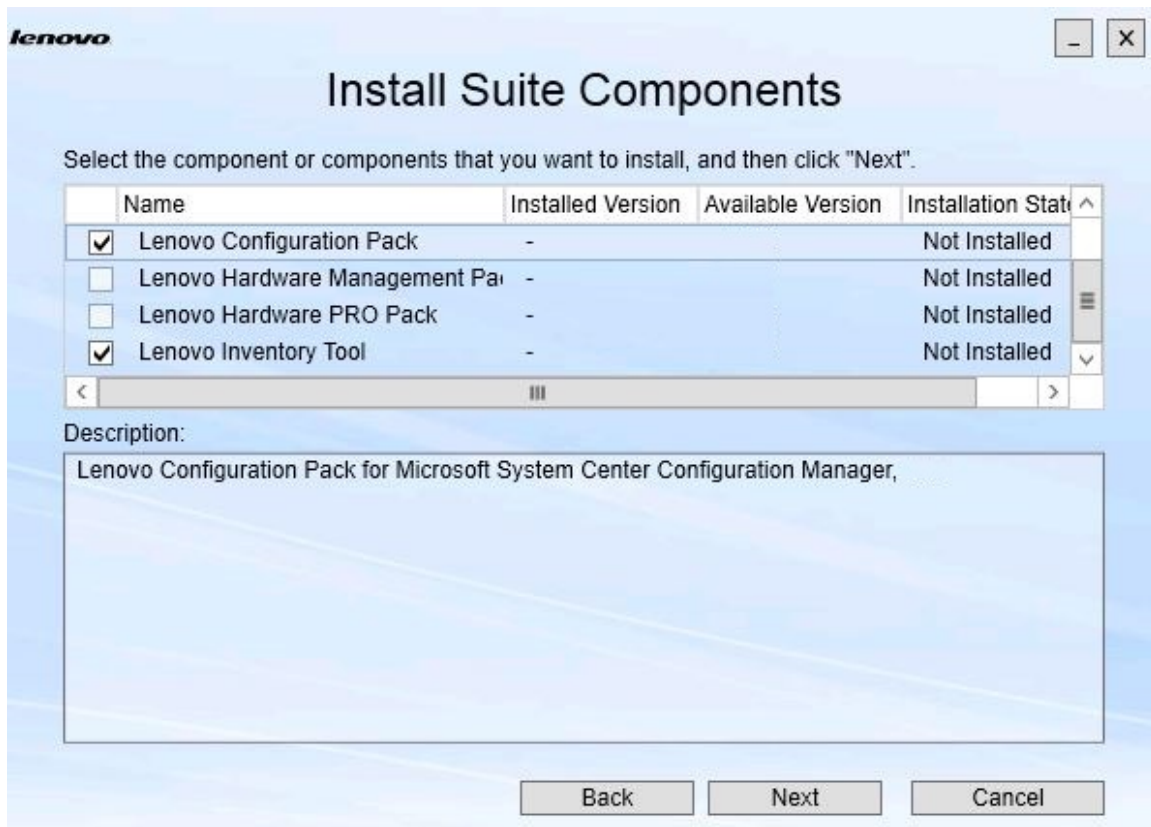 lenovo
Install Suite Components
Select the component or components that you want to install, and then click "Next".
Name Installed Version Available Version Installation State
Lenovo Configuration Pack - Not Installed
Lenovo Hardware Management Pa - Not Installed
Lenovo Hardware PRO Pack - Not Installed
Lenovo Inventory Tool - Not Installed
Description:
Lenovo Configuration Pack for Microsoft System Center Configuration Manager,
Back Next Cancel